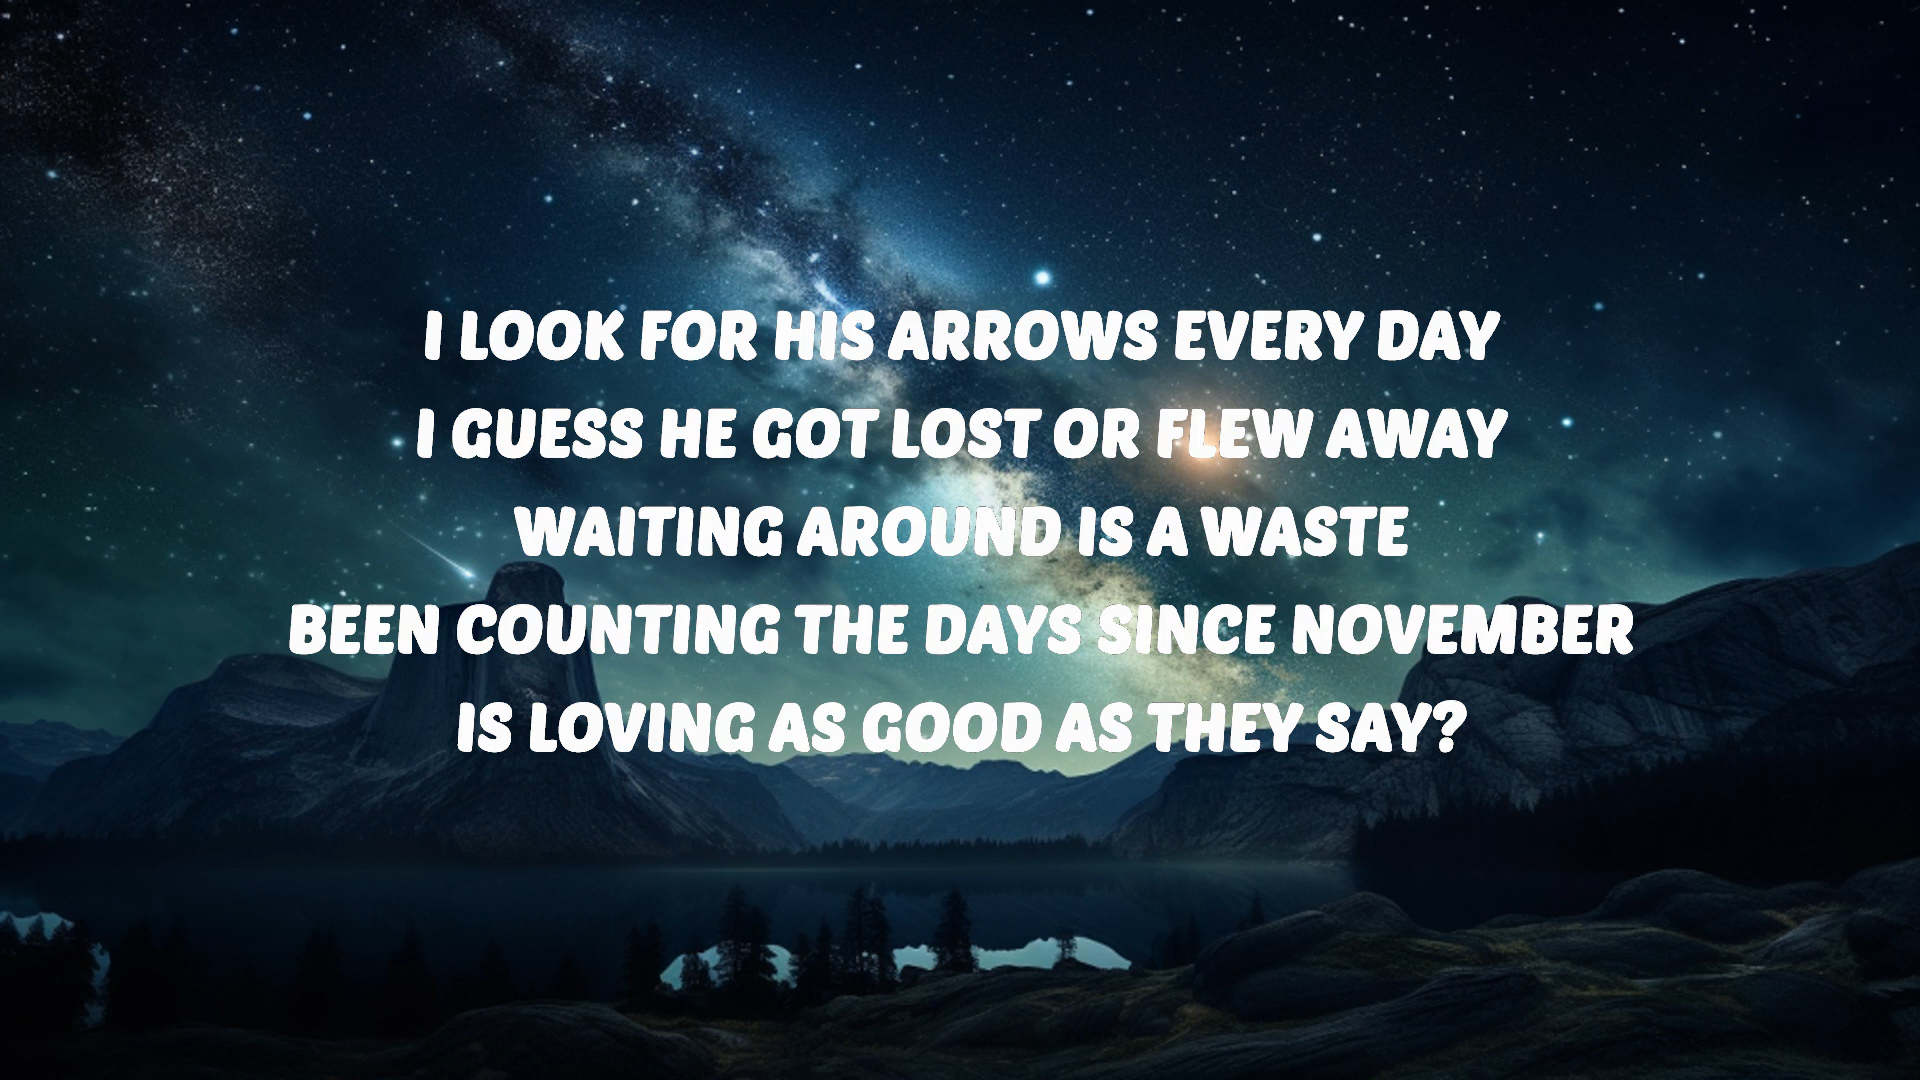 I LOOK FOR HIS ARROWS EVERY DAY
I GUESS HE GOT LOST OR FLEW AWAY
WAITING AROUND IS A WASTE
BEEN COUNTING THE DAYS SINCE NOVEMBER
IS LOVING AS GOOD AS THEY SAY?